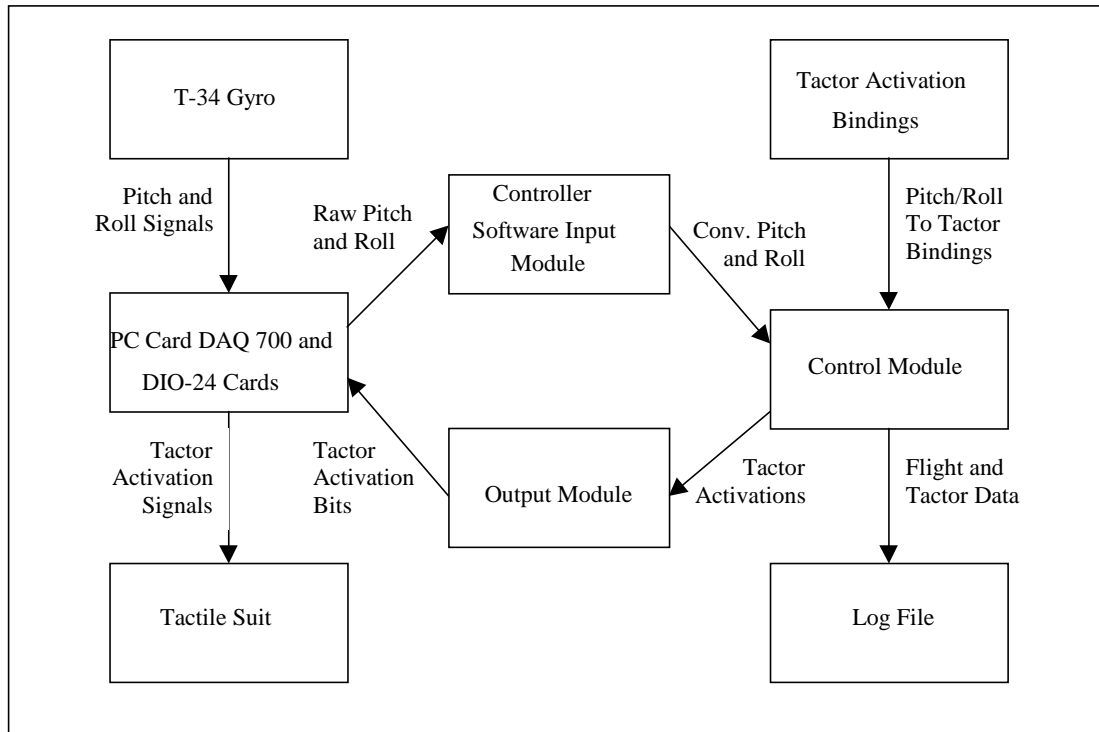 T-34 Gyro
Tactor Activation
Bindings
Pitch and
Roll Signals
Raw Pitch
and Roll
Controller
Software Input
Module
Conv. Pitch
and Roll
Pitch/Roll
To Tactor
Bindings
PC Card DAQ 700 and
DIO-24 Cards
Control Module
Tactor
Activation
Signals
Tactor
Activation
Bits
Output Module
Tactor
Activations
Flight and
Tactor Data
Tactile Suit
Log File